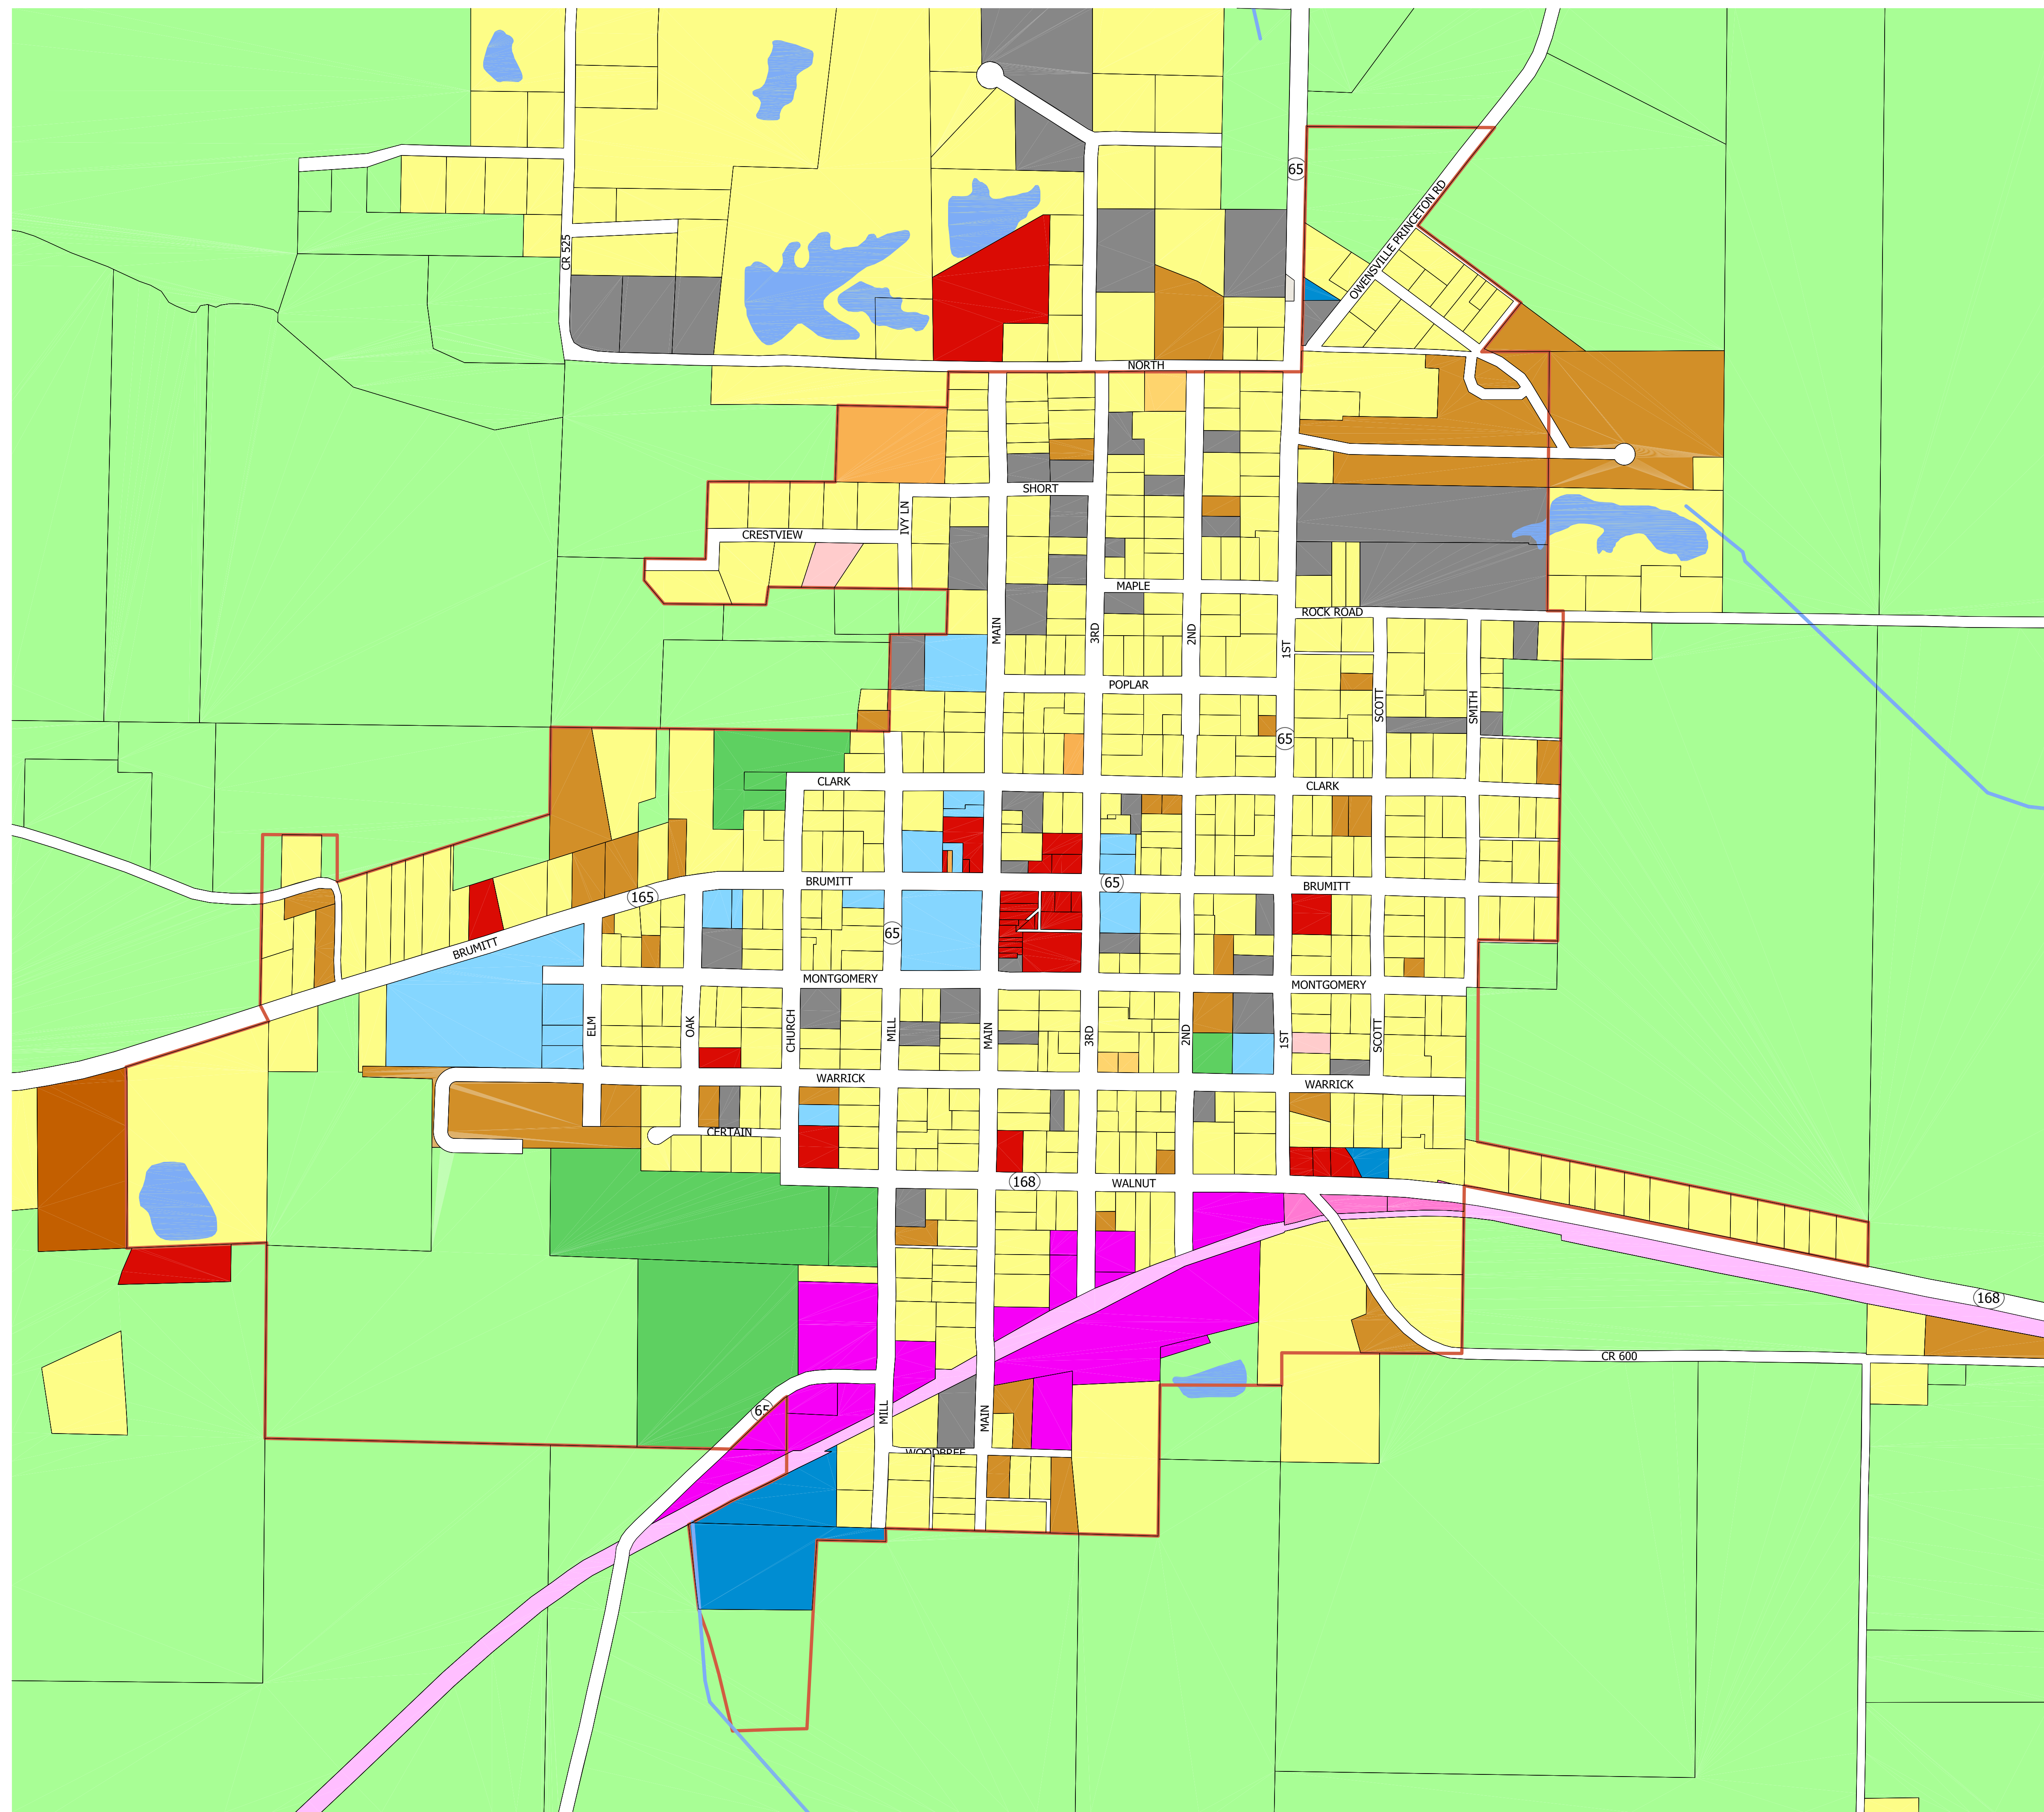 65
OWENSVILLE PRINCETON RD
CR 525
NORTH
SHORT
IVY LN
CRESTVIEW
MAPLE
ROCK ROAD
MAIN
3RD
2ND
1ST
POPLAR
SCOTT
SMITH
65
CLARK
CLARK
BRUMITT
65
BRUMITT
165
65
BRUMITT
MONTGOMERY
MONTGOMERY
ELM
OAK
CHURCH
MILL
MAIN
3RD
2ND
1ST
SCOTT
WARRICK
WARRICK
CERTAIN
168
WALNUT
168
CR 600
65
MILL
MAIN